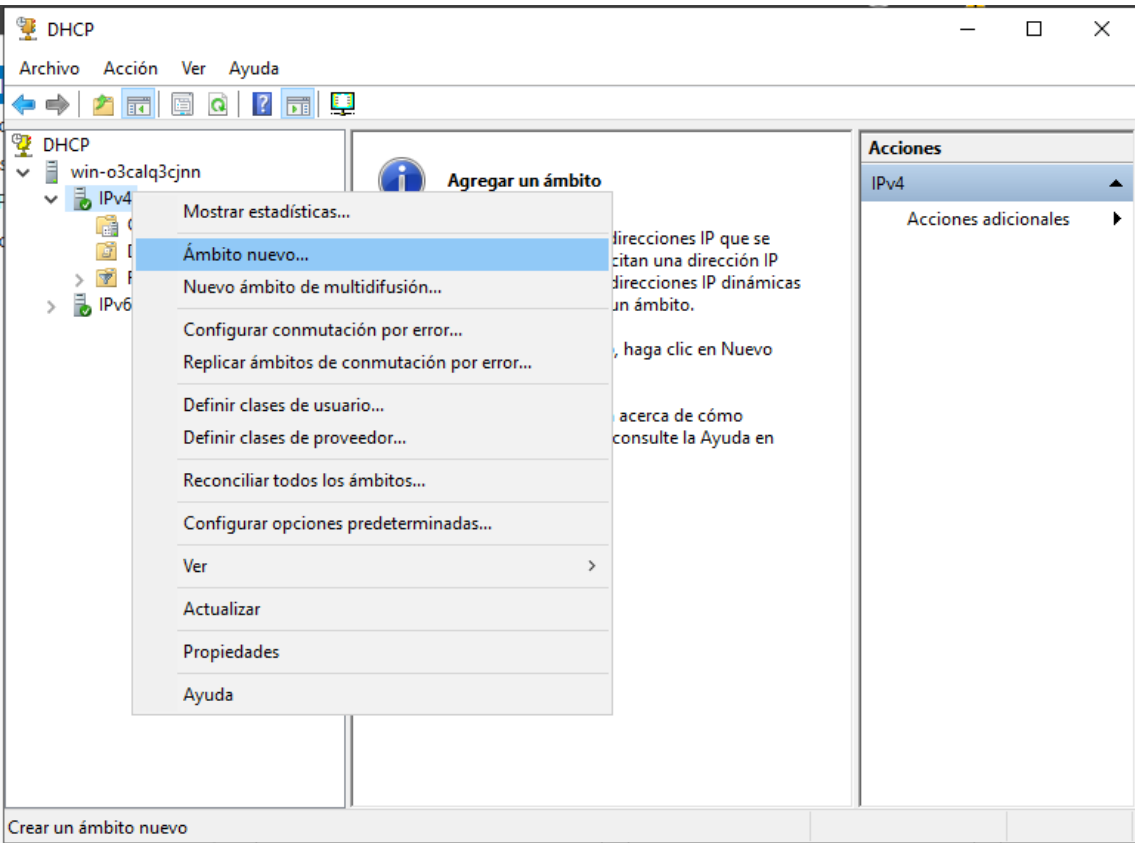 DHCP
Archivo Acción Ver Ayuda
DHCP
win-o3calq3cjnn
IPv4
IPv6
Mostrar estadísticas...
Ámbito nuevo...
Nuevo ámbito de multidifusión...
Configurar conmutación por error...
Replicar ámbitos de conmutación por error...
Definir clases de usuario...
Definir clases de proveedor...
Reconciliar todos los ámbitos...
Configurar opciones predeterminadas...
Ver
Actualizar
Propiedades
Ayuda
Agregar un ámbito
direcciones IP que se
una dirección IP
direcciones IP dinámicas
un ámbito.
, haga clic en Nuevo
acerca de cómo
consulte la Ayuda en
Acciones
IPv4
Acciones adicionales
Crear un ámbito nuevo